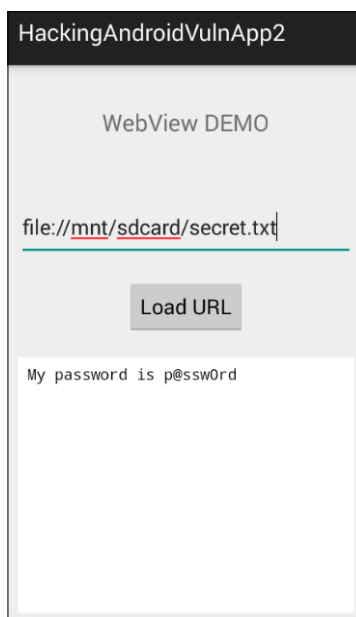 HackingAndroidVulnApp2
WebView DEMO
file://mnt/sdcard/secret.txt
Load URL
My password is p@ssw0rd